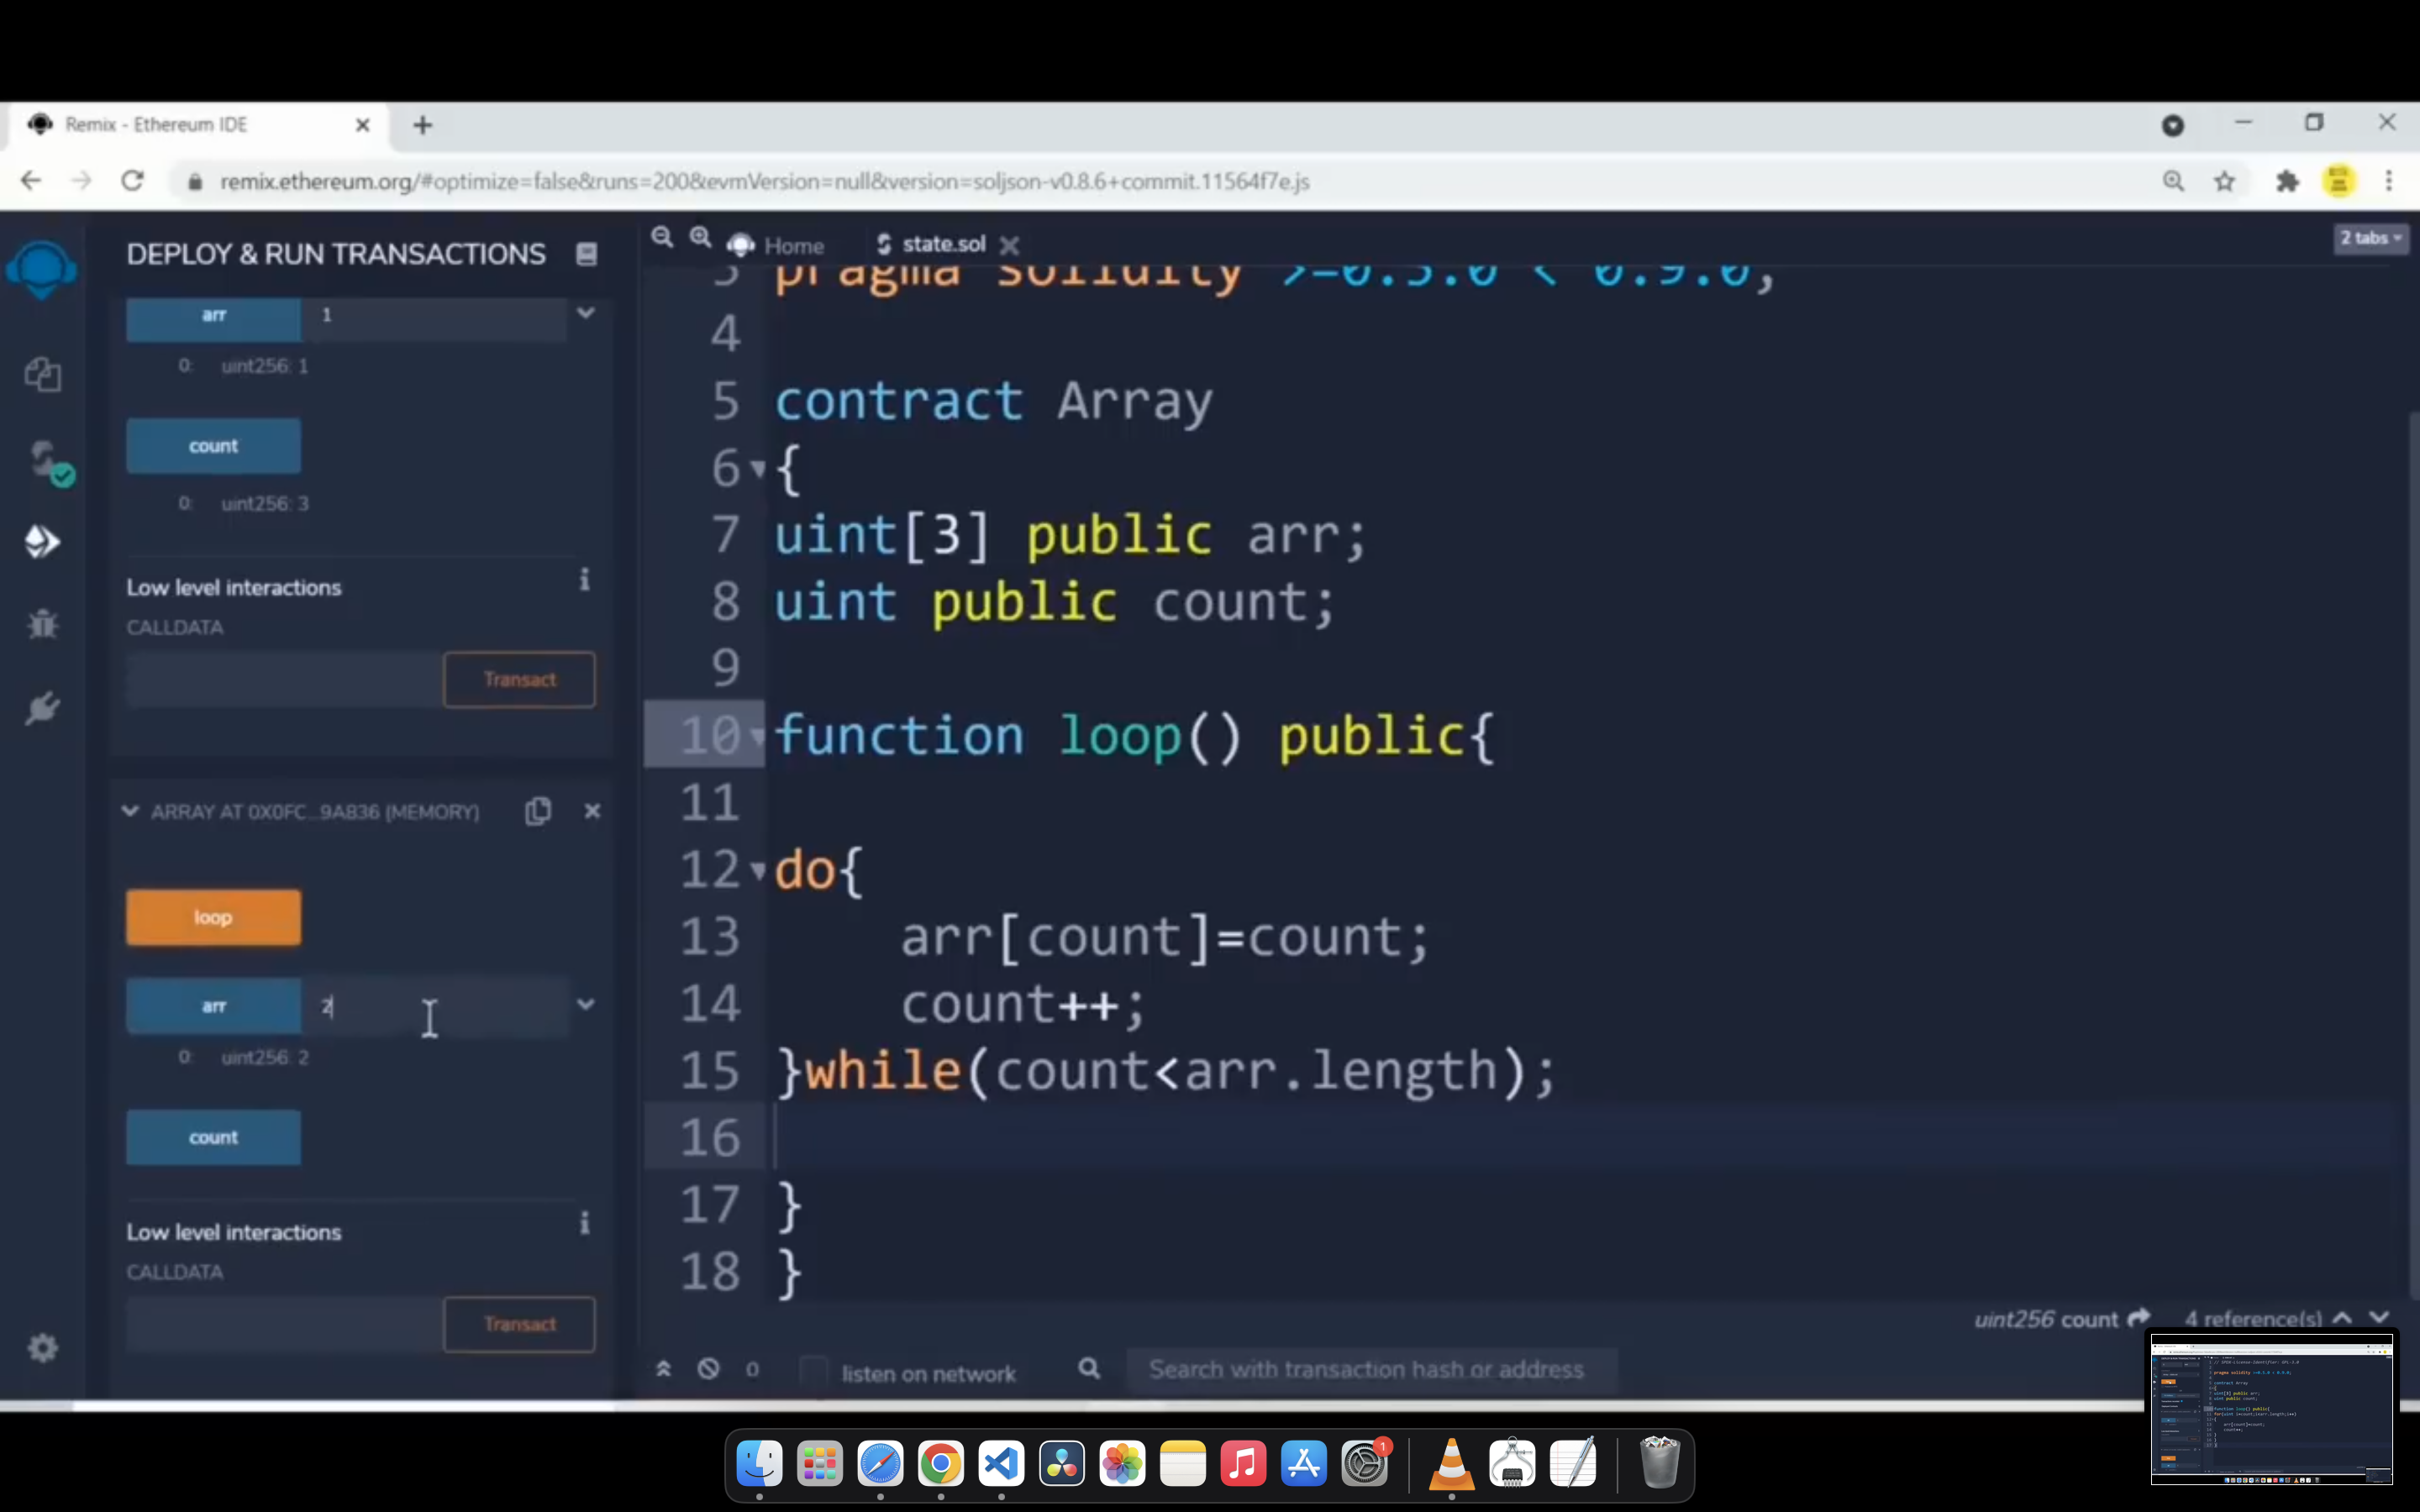 Remix - Ethereum IDE
remix.ethereum.org/#optimize=false&runs=200&evmVersion=null&version=soljson-v0.8.6+commit.11564f7e.js
DEPLOY & RUN TRANSACTIONS
arr 1
0: uint256: 1
count
0: uint256: 3
Low level interactions
CALLDATA
Transact
ARRAY AT 0X0FC...9AB36 (MEMORY)
loop
arr 2
0: uint256: 2
count
Low level interactions
CALLDATA
Transact
Home state.sol
2 tabs
3 pragma solidity >=0.5.0 < 0.9.0;
4
5 contract Array
6 {
7 uint[3] public arr;
8 uint public count;
9
10 function loop() public{
11
12 do{
13 arr[count]=count;
14 count++;
15 }while(count<arr.length);
16
17 }
18 }
uint256 count 4 reference(s)
0 listen on network Search with transaction hash or address
1